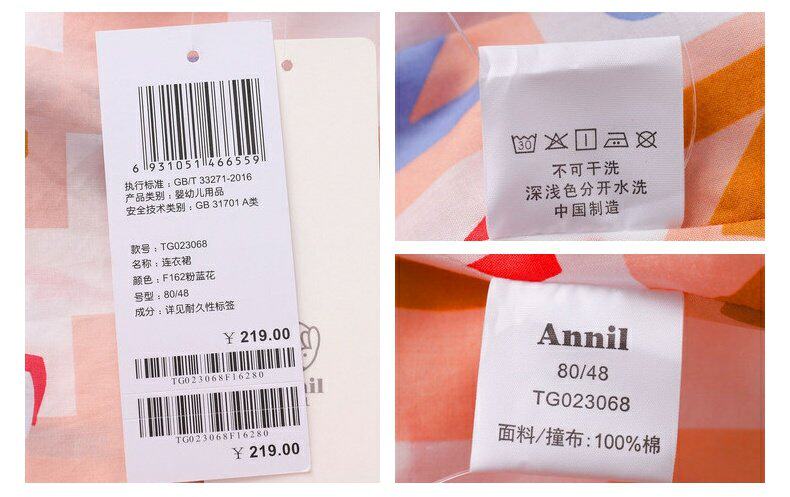 6 931051 466559
执行标准：GB/T 33271-2016
产品类别：婴幼儿用品
安全技术类别：GB 31701 A类
款号：TG023068
名称：连衣裙
颜色：F162粉蓝花
号型：80/48
成分：详见耐久性标签
￥ 219.00
TG023068F16280
TG023068F16280
￥ 219.00
nil
30
不可干洗
深浅色分开水洗
中国制造
Annil
80/48
TG023068
面料/撞布：100%棉